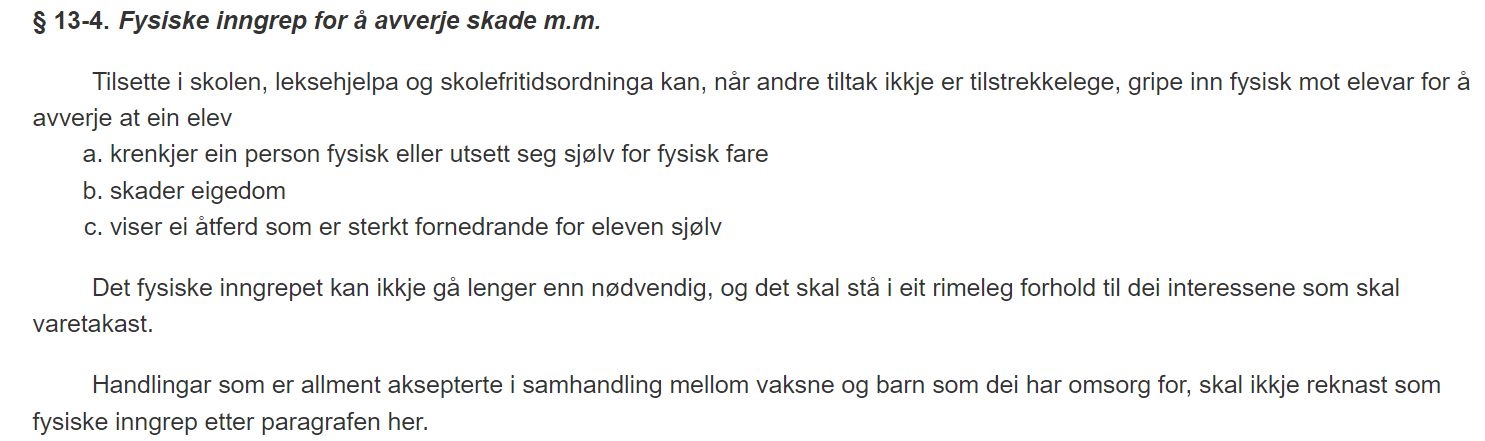 § 13-4. Fysiske inngrep for å avverje skade m.m.
Tilsette i skolen, leksehjelpa og skolefritidsordninga kan, når andre tiltak ikkje er tilstrekkelege, gripe inn fysisk mot elevar for å
avverje at ein elev
a. krenkjer ein person fysisk eller utsett seg sjølv for fysisk fare
b. skader eigedom
c. viser ei åtferd som er sterkt fornedrande for eleven sjølv
Det fysiske inngrepet kan ikkje gå lenger enn nødvendig, og det skal stå i eit rimeleg forhold til dei interessene som skal
varetakast.
Handlingar som er allment aksepterte i samhandling mellom vaksne og barn som dei har omsorg for, skal ikkje reknast som
fysiske inngrep etter paragrafen her.